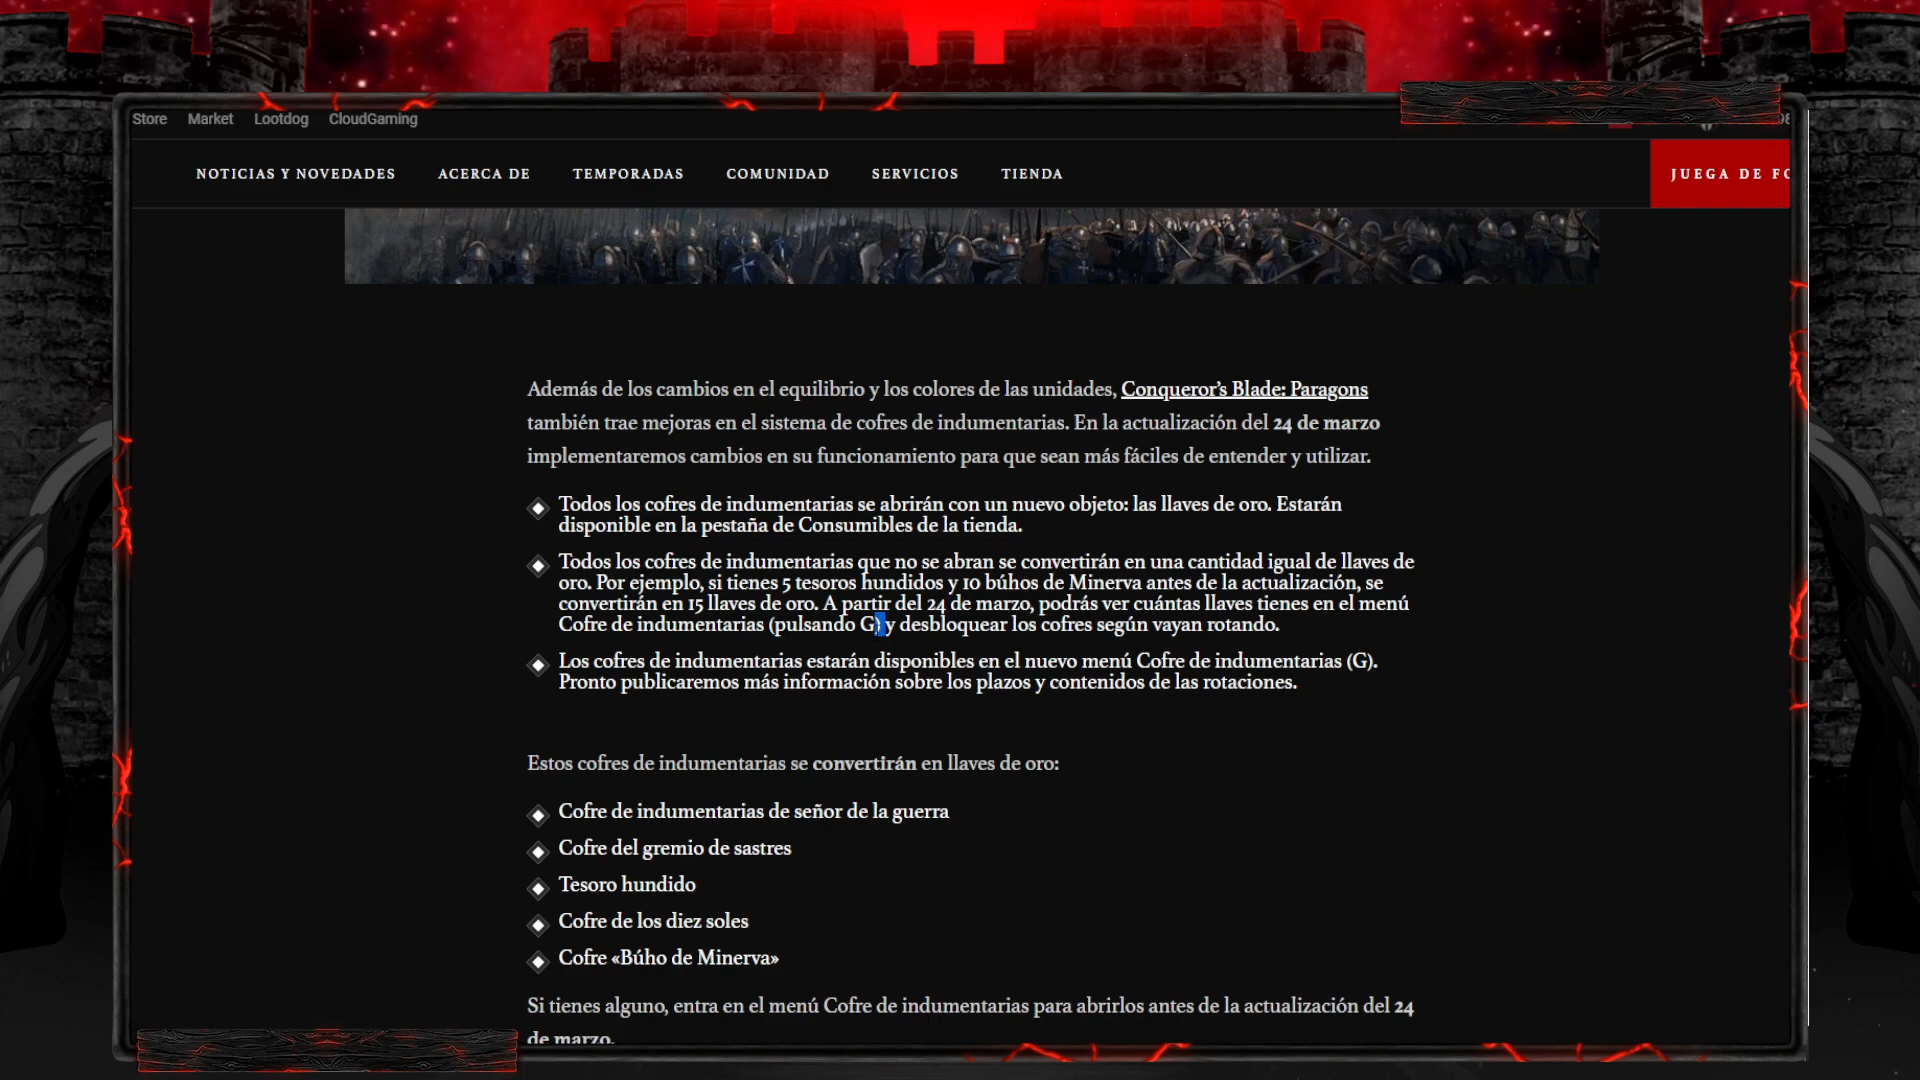 Store Market Lootdog CloudGaming
NOTICIAS Y NOVEDADES ACERCA DE TEMPORADAS COMUNIDAD SERVICIOS TIENDA JUEGA DE
Además de los cambios en el equilibrio y los colores de las unidades, Conqueror's Blade: Paragons
también trae mejoras en el sistema de cofres de indumentarias. En la actualización del 24 de marzo
implementaremos cambios en su funcionamiento para que sean más fáciles de entender y utilizar.
Todos los cofres de indumentarias se abrirán con un nuevo objeto: las llaves de oro. Estarán
disponible en la pestaña de Consumibles de la tienda.
Todos los cofres de indumentarias que no se abran se convertirán en una cantidad igual de llaves de
oro. Por ejemplo, si tienes 5 tesoros hundidos y 10 búhos de Minerva antes de la actualización, se
convertirán en 15 llaves de oro. A partir del 24 de marzo, podrás ver cuántas llaves tienes en el menú
Cofre de indumentarias (pulsando G) y desbloquear los cofres según vayan rotando.
Los cofres de indumentarias estarán disponibles en el nuevo menú Cofre de indumentarias (G).
Pronto publicaremos más información sobre los plazos y contenidos de las rotaciones.
Estos cofres de indumentarias se convertirán en llaves de oro:
Cofre de indumentarias de señor de la guerra
Cofre del gremio de sastres
Tesoro hundido
Cofre de los diez soles
Cofre «Búho de Minerva»
Si tienes alguno, entra en el menú Cofre de indumentarias para abrirlos antes de la actualización del 24
de marzo.